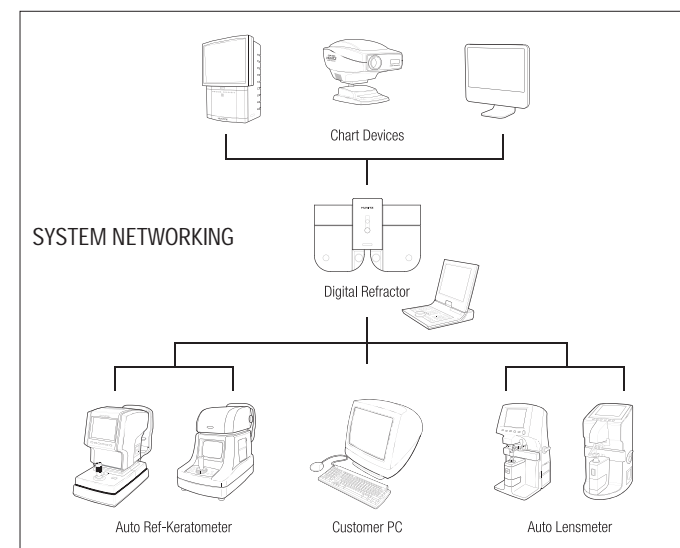 Chart Devices
SYSTEM NETWORKING
Digital Refractor
Auto Ref-Keratometer
Customer PC
Auto Lensmeter